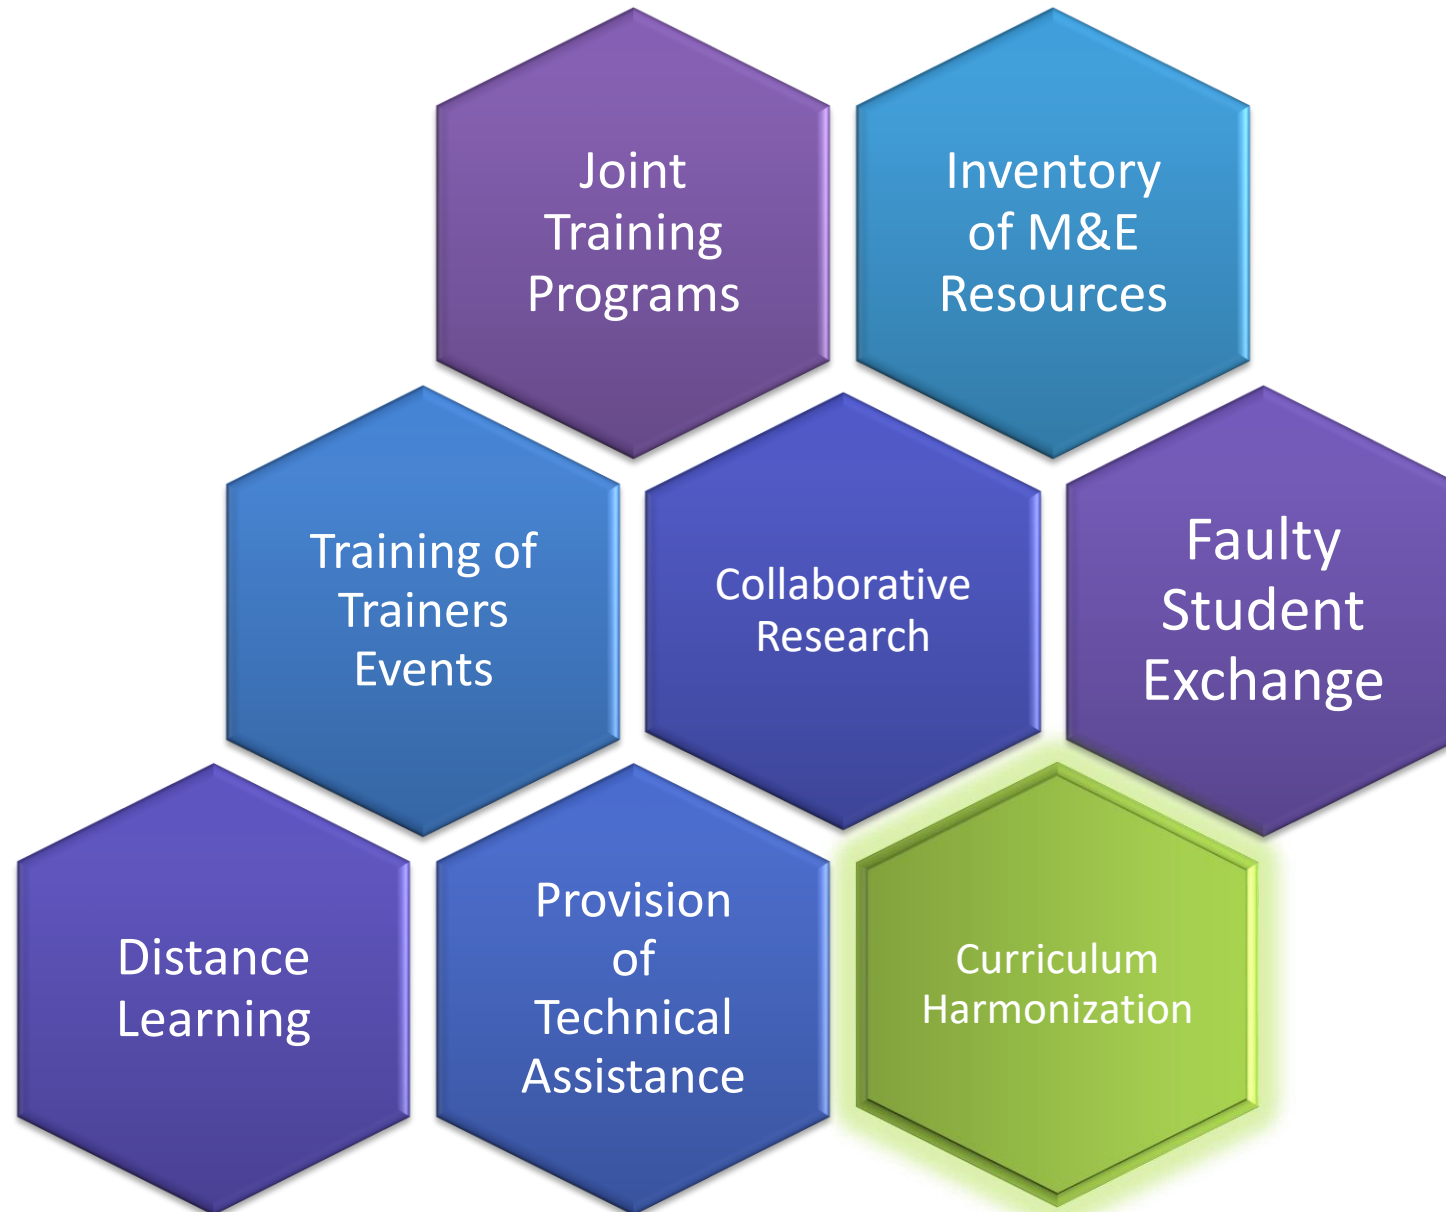 Joint
Training
Programs
Inventory
of M&E
Resources
Training of
Trainers
Events
Collaborative
Research
Faulty
Student
Exchange
Distance
Learning
Provision
of
Technical
Assistance
Curriculum
Harmonization